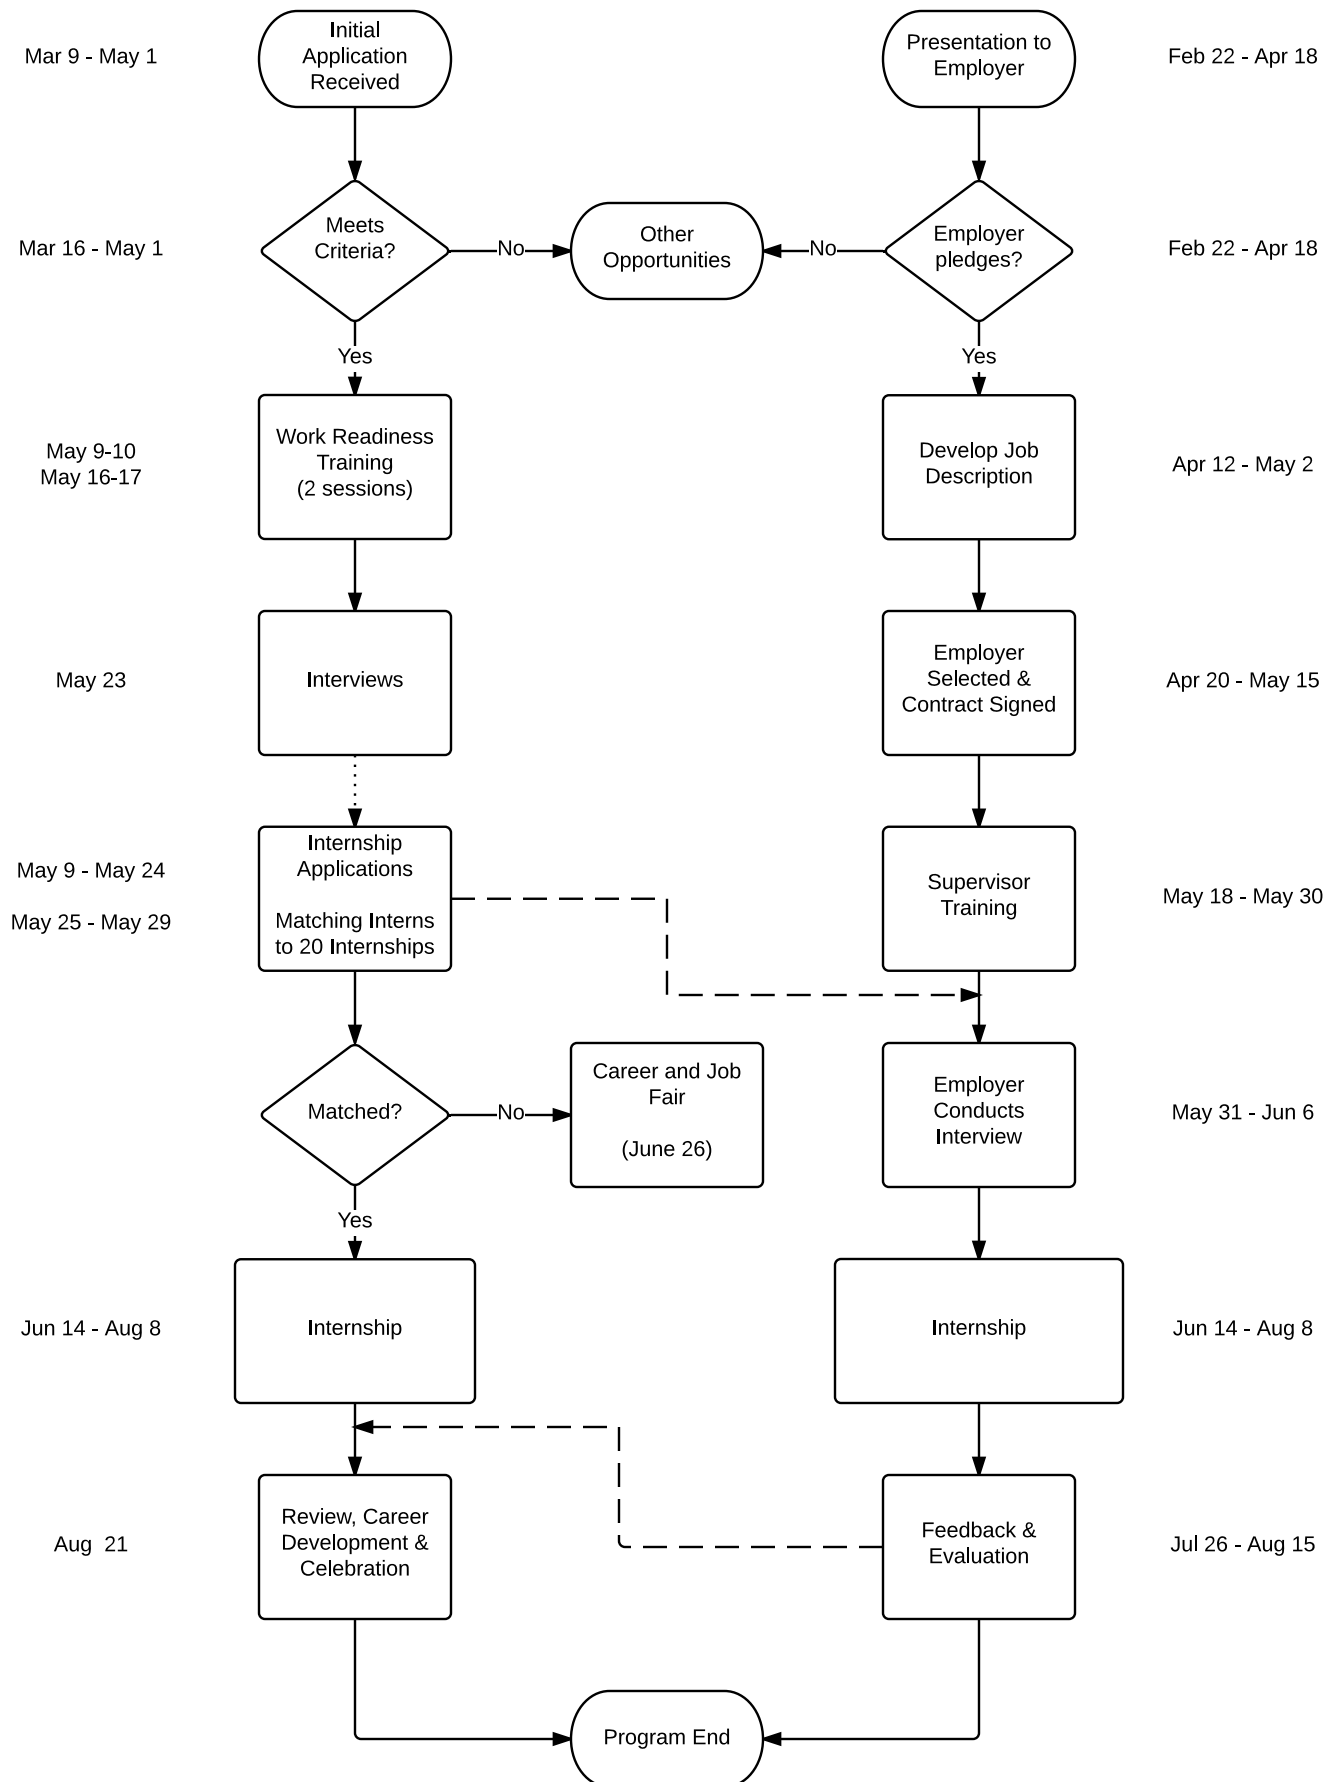 Mar 9 - May 1
Initial
Application
Received
Presentation to
Employer
Feb 22 - Apr 18
Mar 16 - May 1
Meets
Criteria?
No
Other
Opportunities
No
Employer
pledges?
Feb 22 - Apr 18
Yes
Yes
May 9-10
May 16-17
Work Readiness
Training
(2 sessions)
Develop Job
Description
Apr 12 - May 2
May 23
Interviews
Employer
Selected &
Contract Signed
Apr 20 - May 15
May 9 - May 24
May 25 - May 29
Internship
Applications
Matching Interns
to 20 Internships
Supervisor
Training
May 18 - May 30
Matched?
No
Career and Job
Fair
(June 26)
Employer
Conducts
Interview
May 31 - Jun 6
Yes
Jun 14 - Aug 8
Internship
Internship
Jun 14 - Aug 8
Aug  21
Review, Career
Development &
Celebration
Feedback &
Evaluation
Jul 26 - Aug 15
Program End